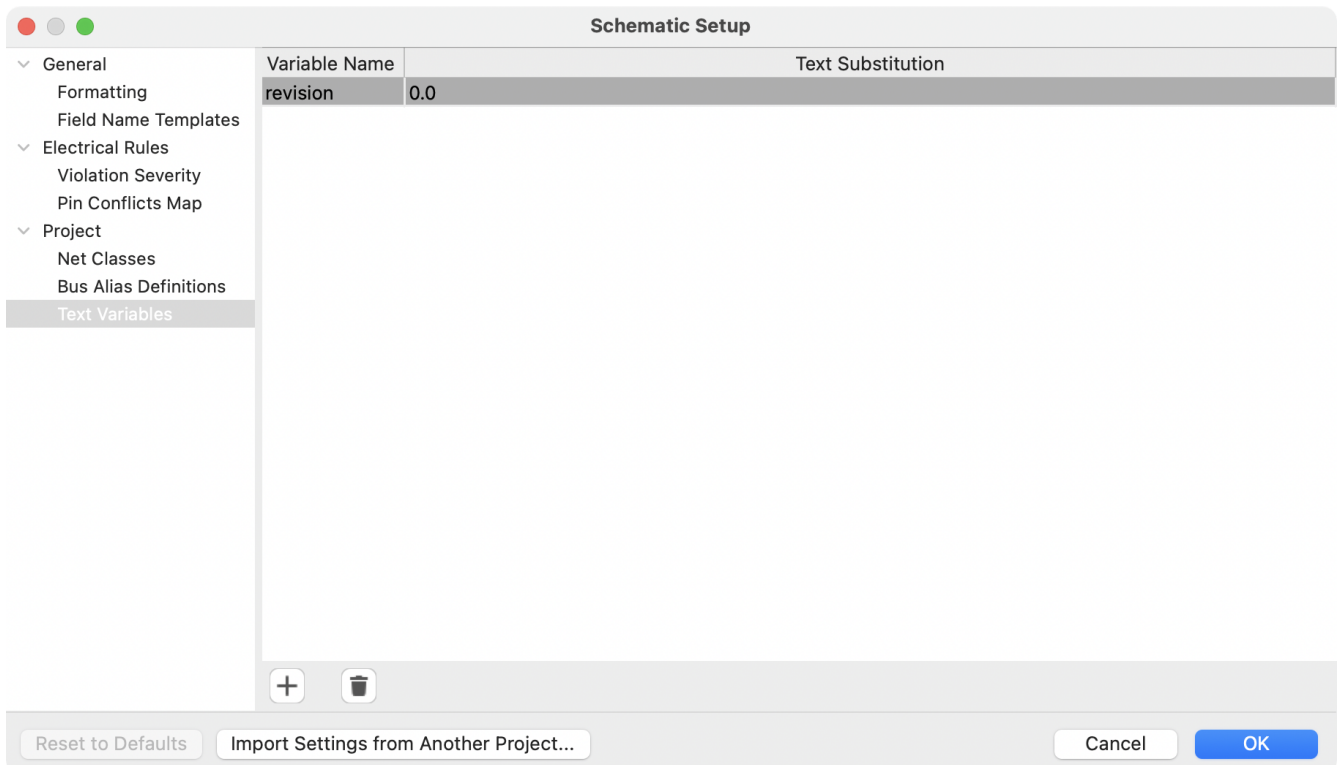 Schematic Setup
General
Formatting
Field Name Templates
Electrical Rules
Violation Severity
Pin Conflicts Map
Project
Net Classes
Bus Alias Definitions
Text Variables
Variable Name Text Substitution
revision 0.0
Reset to Defaults Import Settings from Another Project... Cancel OK